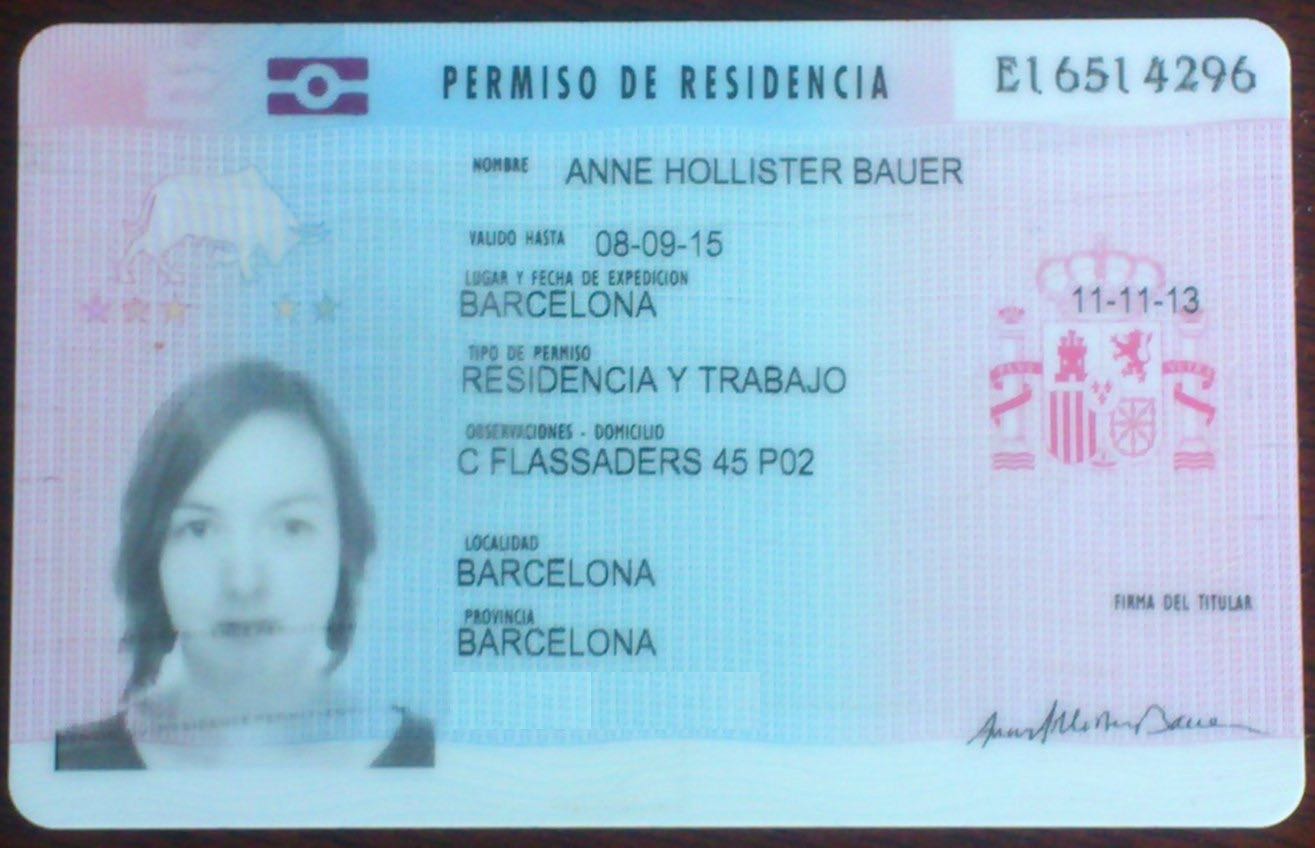 PERMISO DE RESIDENCIA E16514296
NOMBRE ANNE HOLLISTER BAUER
VALIDO HASTA 08-09-15
LUGAR Y FECHA DE EXPEDICION
BARCELONA 11-11-13
TIPO DE PERMISO
RESIDENCIA Y TRABAJO
OBSERVACIONES - DOMICILIO
C FLASSADERS 45 P02
LOCALIDAD
BARCELONA
PROVINCIA
BARCELONA
FIRMA DEL TITULAR